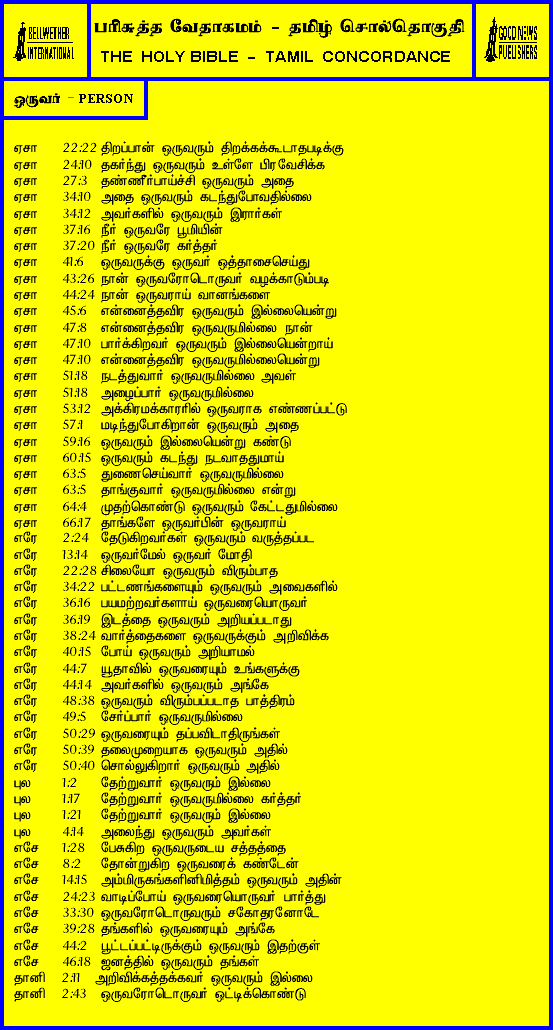 BELLWETHER
INTERNATIONAL
பரிசுத்த வேதாகமம் - தமிழ் சொல்தொகுதி
THE HOLY BIBLE - TAMIL CONCORDANCE
GOOD NEWS
PUBLISHERS
ஒருவர் - PERSON
ஏசா 22:22 திறப்பான் ஒருவரும் திறக்கக்கூடாதபடிக்கு
ஏசா 24:10 தகர்ந்து ஒருவரும் உள்ளே பிரவேசிக்க
ஏசா 27:3 தண்ணீர்பாய்ச்சி ஒருவரும் அதை
ஏசா 34:10 அதை ஒருவரும் கடந்துபோவதில்லை
ஏசா 34:12 அவர்களில் ஒருவரும் இரார்கள்
ஏசா 37:16 நீர் ஒருவரே பூமியின்
ஏசா 37:20 நீர் ஒருவரே கர்த்தர்
ஏசா 41:6 ஒருவருக்கு ஒருவர் ஒத்தாசைசெய்து
ஏசா 43:26 நான் ஒருவரோடொருவர் வழக்காடும்படி
ஏசா 44:24 நான் ஒருவராய் வானங்களை
ஏசா 45:6 என்னைத்தவிர ஒருவரும் இல்லையென்று
ஏசா 47:8 என்னைத்தவிர ஒருவருமில்லை நான்
ஏசா 47:10 பார்க்கிறவர் ஒருவரும் இல்லையென்றாய்
ஏசா 47:10 என்னைத்தவிர ஒருவருமில்லையென்று
ஏசா 51:18 நடத்துவார் ஒருவருமில்லை அவள்
ஏசா 51:18 அழைப்பார் ஒருவருமில்லை
ஏசா 53:12 அக்கிரமக்காரரில் ஒருவராக எண்ணப்பட்டு
ஏசா 57:1 மடிந்துபோகிறான் ஒருவரும் அதை
ஏசா 59:16 ஒருவரும் இல்லையென்று கண்டு
ஏசா 60:15 ஒருவரும் கடந்து நடவாததுமாய்
ஏசா 63:5 துணைசெய்வார் ஒருவருமில்லை
ஏசா 63:5 தாங்குவார் ஒருவருமில்லை என்று
ஏசா 64:4 முதற்கொண்டு ஒருவரும் கேட்டதுமில்லை
ஏசா 66:17 தாங்களே ஒருவர்பின் ஒருவராய்
எரே 2:24 தேடுகிறவர்கள் ஒருவரும் வருத்தப்பட
எரே 13:14 ஒருவர்மேல் ஒருவர் மோதி
எரே 22:28 சிலையோ ஒருவரும் விரும்பாத
எரே 34:22 பட்டணங்களையும் ஒருவரும் அவைகளில்
எரே 36:16 பயமற்றவர்களாய் ஒருவரையொருவர்
எரே 36:19 இடத்தை ஒருவரும் அறியப்படாது
எரே 38:24 வார்த்தைகளை ஒருவருக்கும் அறிவிக்க
எரே 40:15 போய் ஒருவரும் அறியாமல்
எரே 44:7 யூதாவில் ஒருவரையும் உங்களுக்கு
எரே 44:14 அவர்களில் ஒருவரும் அங்கே
எரே 48:38 ஒருவரும் விரும்பப்படாத பாத்திரம்
எரே 49:5 சேர்ப்பார் ஒருவருமில்லை
எரே 50:29 ஒருவரையும் தப்பவிடாதிருங்கள்
எரே 50:39 தலைமுறையாக ஒருவரும் அதில்
எரே 50:40 சொல்லுகிறார் ஒருவரும் அதில்
புல 1:2 தேற்றுவார் ஒருவரும் இல்லை
புல 1:17 தேற்றுவார் ஒருவருமில்லை கர்த்தர்
புல 1:21 தேற்றுவார் ஒருவரும் இல்லை
புல 4:14 அலைந்து ஒருவரும் அவர்கள்
எசே 1:28 பேசுகிற ஒருவருடைய சத்தத்தை
எசே 8:2 தோன்றுகிற ஒருவரைக் கண்டேன்
எசே 14:15 அம்மிருகங்களினிமித்தம் ஒருவரும் அதின்
எசே 24:23 வாடிப்போய் ஒருவரையொருவர் பார்த்து
எசே 33:30 ஒருவரோடொருவரும் சகோதரனோடே
எசே 39:28 தங்களில் ஒருவரையும் அங்கே
எசே 44:2 பூட்டப்பட்டிருக்கும் ஒருவரும் இதற்குள்
எசே 46:18 ஜனத்தில் ஒருவரும் தங்கள்
தானி 2:11 அறிவிக்கத்தக்கவர் ஒருவரும் இல்லை
தானி 2:43 ஒருவரோடொருவர் ஒட்டிக்கொண்டு